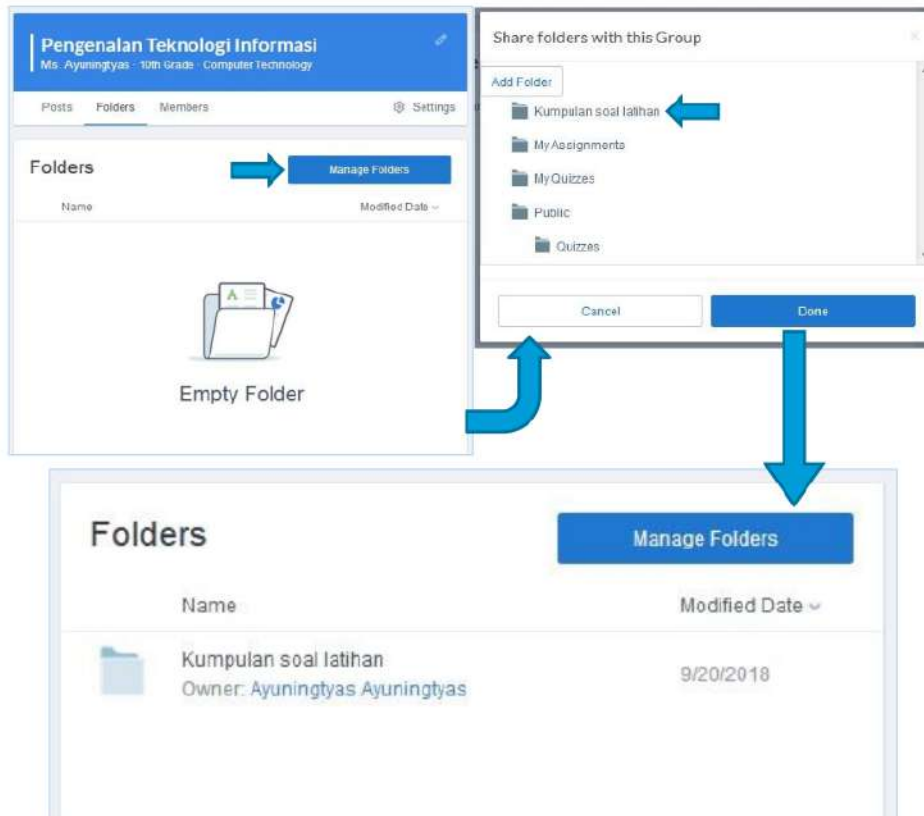 Pengenalan Teknologi Informasi
Ms. Ayuningtyas · 10th Grade · Computer Technology
Posts Folders Members Settings
Folders Manage Folders
Name Modified Date
Empty Folder
Share folders with this Group
Add Folder
Kumpulan soal latihan
My Assignments
My Quizzes
Public
Quizzes
Cancel Done
Folders Manage Folders
Name Modified Date
Kumpulan soal latihan
Owner: Ayuningtyas Ayuningtyas 9/20/2018